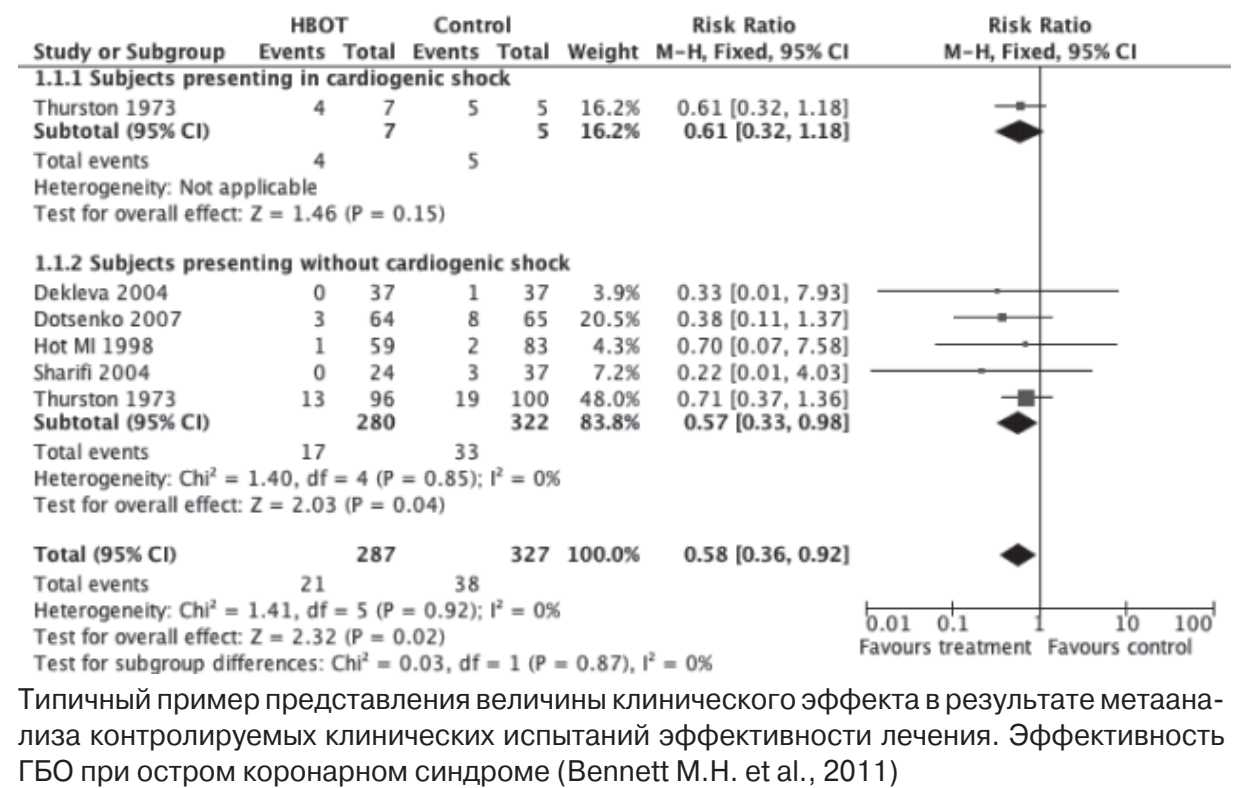 HBOT Control Risk Ratio Risk Ratio
Study or Subgroup Events Total Events Total Weight M-H, Fixed, 95% CI M-H, Fixed, 95% CI
1.1.1 Subjects presenting in cardiogenic shock
Thurston 1973 4 7 5 5 16.2% 0.61 [0.32, 1.18]
Subtotal (95% CI) 7 5 16.2% 0.61 [0.32, 1.18]
Total events 4 5
Heterogeneity: Not applicable
Test for overall effect: Z = 1.46 (P = 0.15)
1.1.2 Subjects presenting without cardiogenic shock
Dekleva 2004 0 37 1 37 3.9% 0.33 [0.01, 7.93]
Dotsenko 2007 3 64 8 65 20.5% 0.38 [0.11, 1.37]
Hot MI 1998 1 59 2 83 4.3% 0.70 [0.07, 7.58]
Sharifi 2004 0 24 3 37 7.2% 0.22 [0.01, 4.03]
Thurston 1973 13 96 19 100 48.0% 0.71 [0.37, 1.36]
Subtotal (95% CI) 280 322 83.8% 0.57 [0.33, 0.98]
Total events 17 33
Heterogeneity: Chi² = 1.40, df = 4 (P = 0.85); I² = 0%
Test for overall effect: Z = 2.03 (P = 0.04)
Total (95% CI) 287 327 100.0% 0.58 [0.36, 0.92]
Total events 21 38
Heterogeneity: Chi² = 1.41, df = 5 (P = 0.92); I² = 0%
Test for overall effect: Z = 2.32 (P = 0.02)
Test for subgroup differences: Chi² = 0.03, df = 1 (P = 0.87), I² = 0%
0.01 0.1 1 10 100
Favours treatment Favours control
Типичный пример представления величины клинического эффекта в результате метаана-
лиза контролируемых клинических испытаний эффективности лечения. Эффективность
ГБО при остром коронарном синдроме (Bennett M.H. et al., 2011)